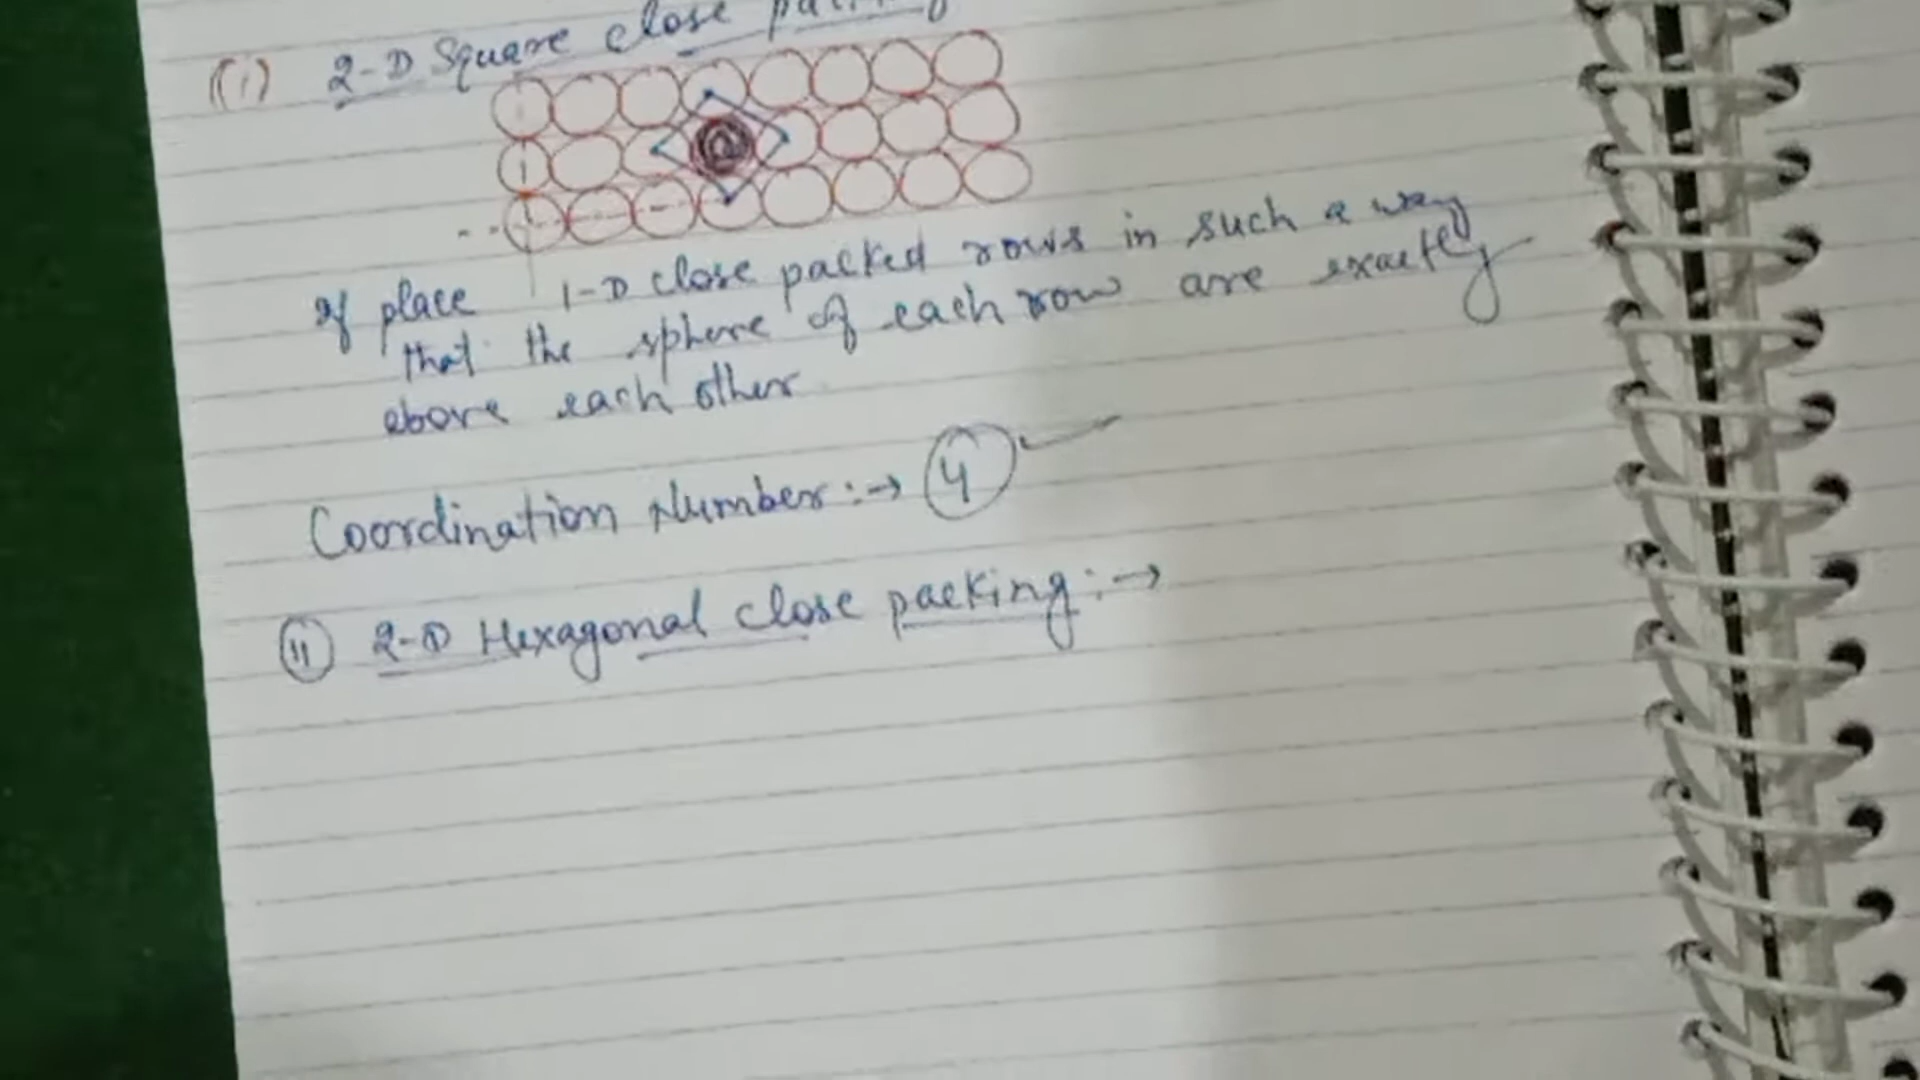 (i) 2-D Square close packing
If place 1-D close packed rows in such a way
that the sphere of each row are exactly
above each other
Coordination Number :→ 4
(ii) 2-D Hexagonal close packing :→